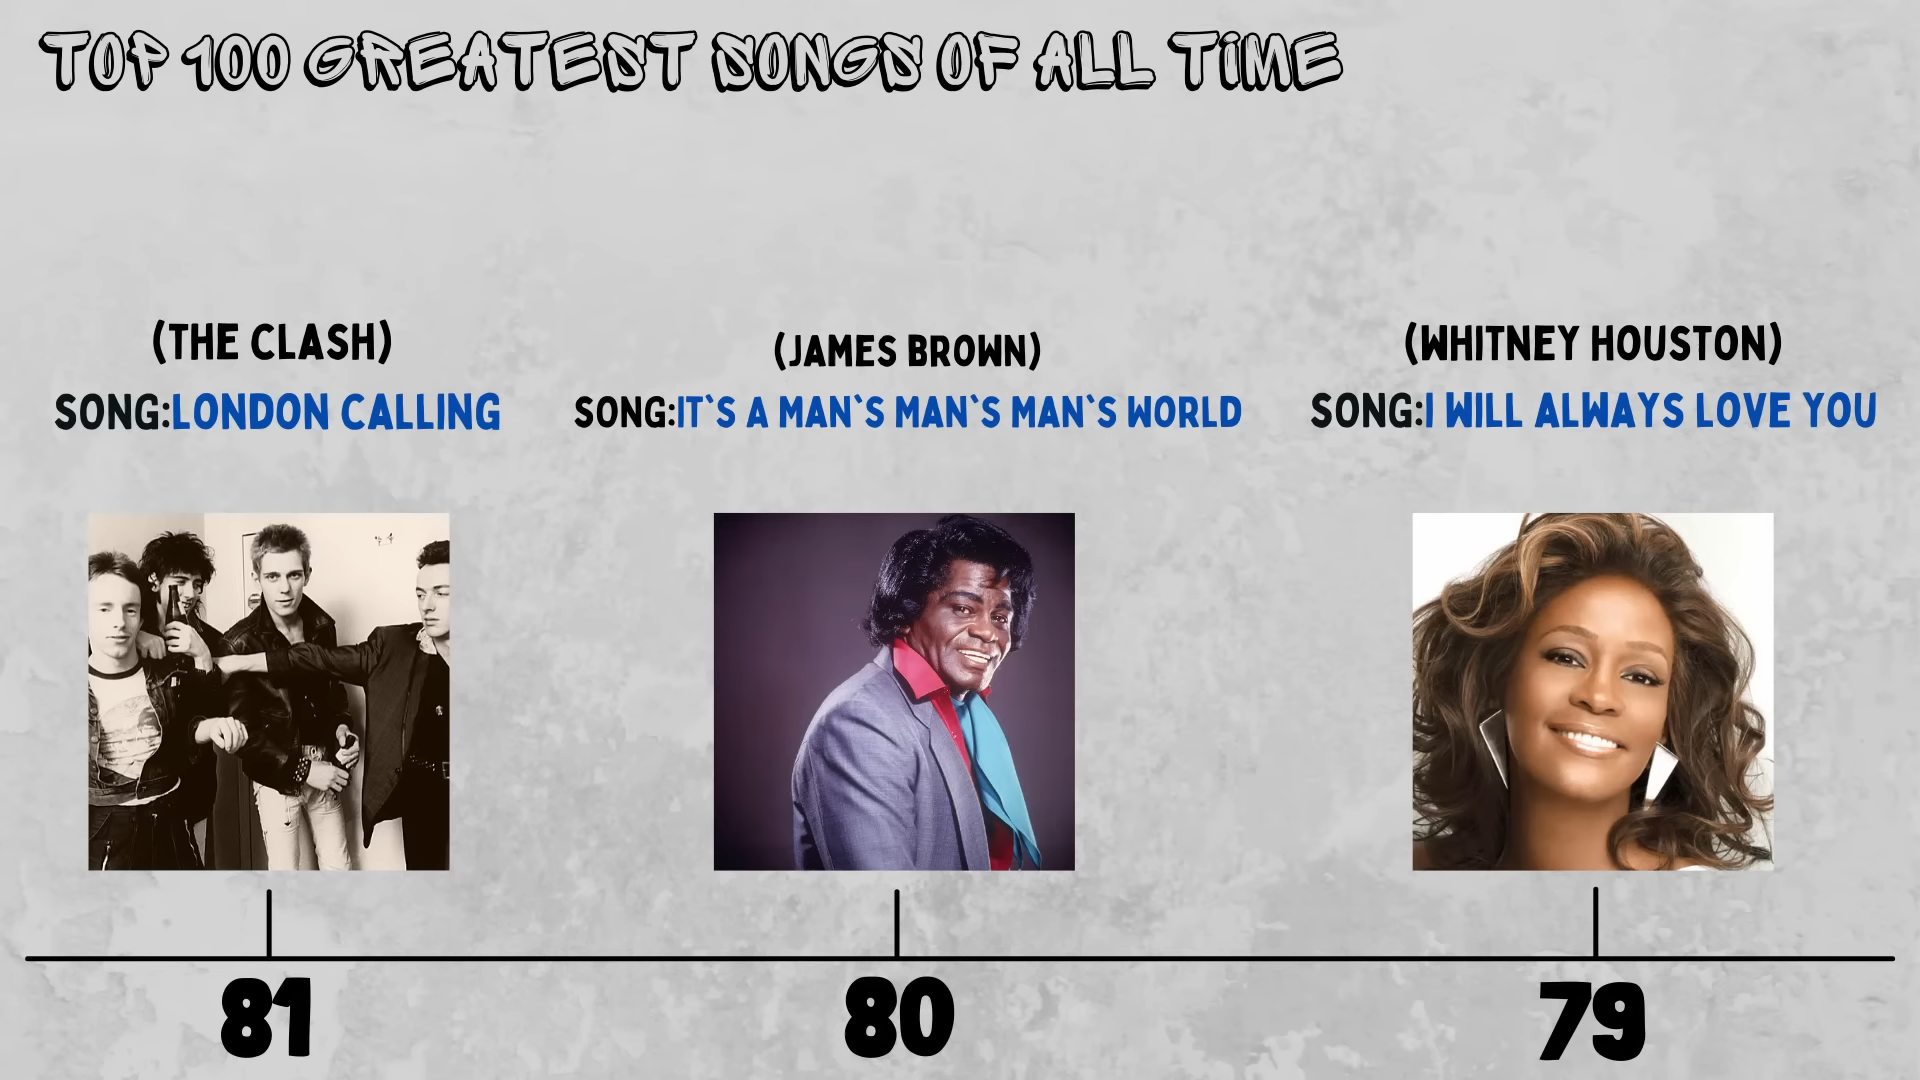 TOP 100 GREATEST SONGS OF ALL TiME
(THE CLASH)
SONG:LONDON CALLING
(JAMES BROWN)
SONG:IT`S A MAN`S MAN`S MAN`S WORLD
(WHITNEY HOUSTON)
SONG:I WILL ALWAYS LOVE YOU
81
80
79